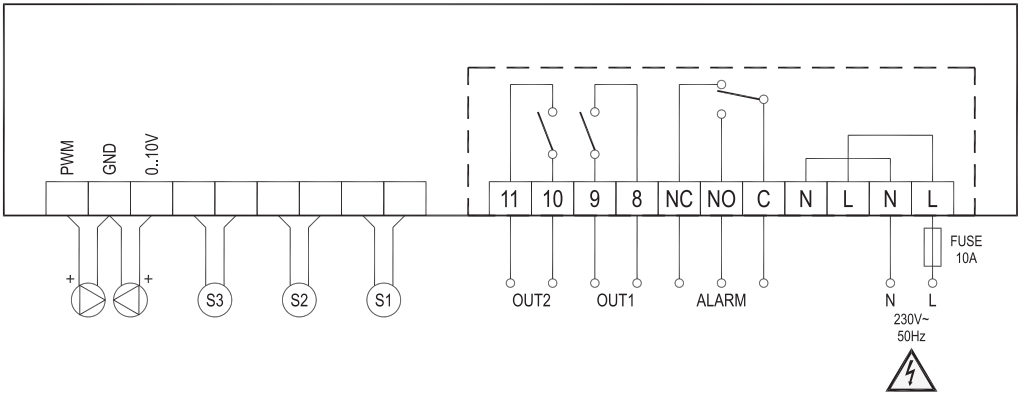 PWM
GND
0..10V
11 10 9 8 NC NO C N L N L
FUSE
10A
+ +
S3 S2 S1
OUT2 OUT1 ALARM N L
230V~
50Hz